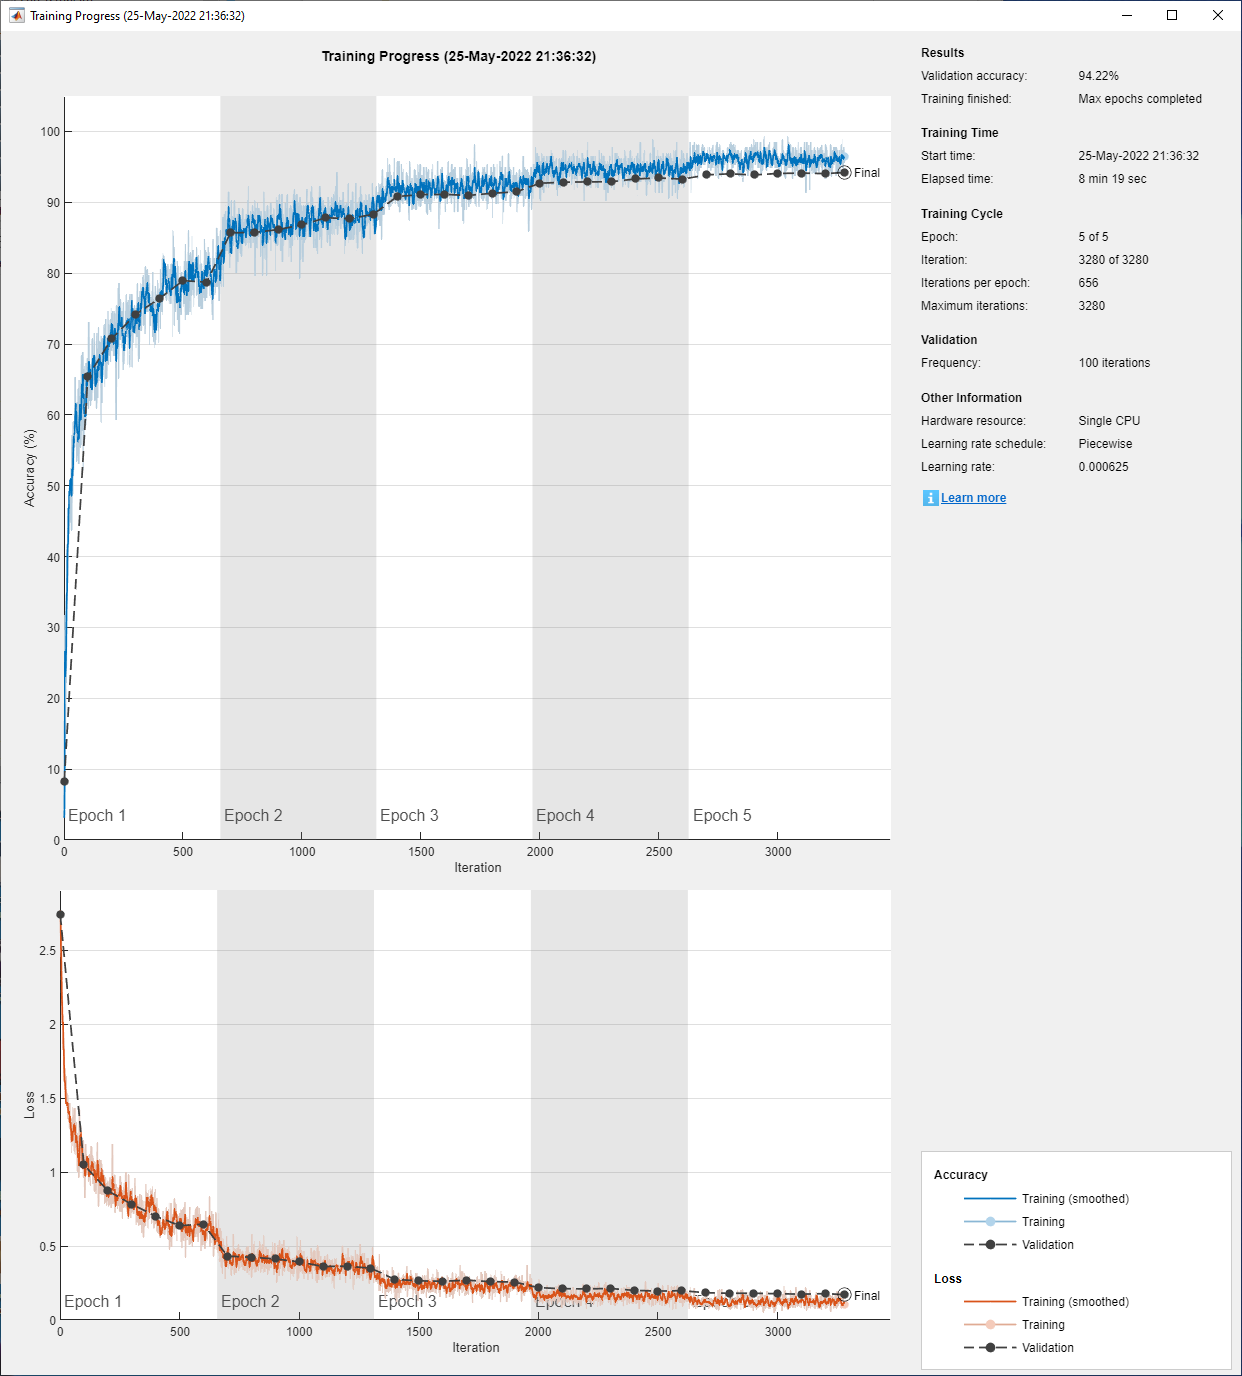 Training Progress (25-May-2022 21:36:32)
Training Progress (25-May-2022 21:36:32)
100
90
80
70
60
50
40
30
20
10
0
Accuracy (%)
Final
Epoch 1
Epoch 2
Epoch 3
Epoch 4
Epoch 5
0
500
1000
1500
2000
2500
3000
Iteration
2.5
2
1.5
1
0.5
0
Loss
Final
Epoch 1
Epoch 2
Epoch 3
Epoch 4
0
500
1000
1500
2000
2500
3000
Iteration
Results
Validation accuracy: 94.22%
Training finished: Max epochs completed
Training Time
Start time: 25-May-2022 21:36:32
Elapsed time: 8 min 19 sec
Training Cycle
Epoch: 5 of 5
Iteration: 3280 of 3280
Iterations per epoch: 656
Maximum iterations: 3280
Validation
Frequency: 100 iterations
Other Information
Hardware resource: Single CPU
Learning rate schedule: Piecewise
Learning rate: 0.000625
i Learn more
Accuracy
Training (smoothed)
Training
Validation
Loss
Training (smoothed)
Training
Validation